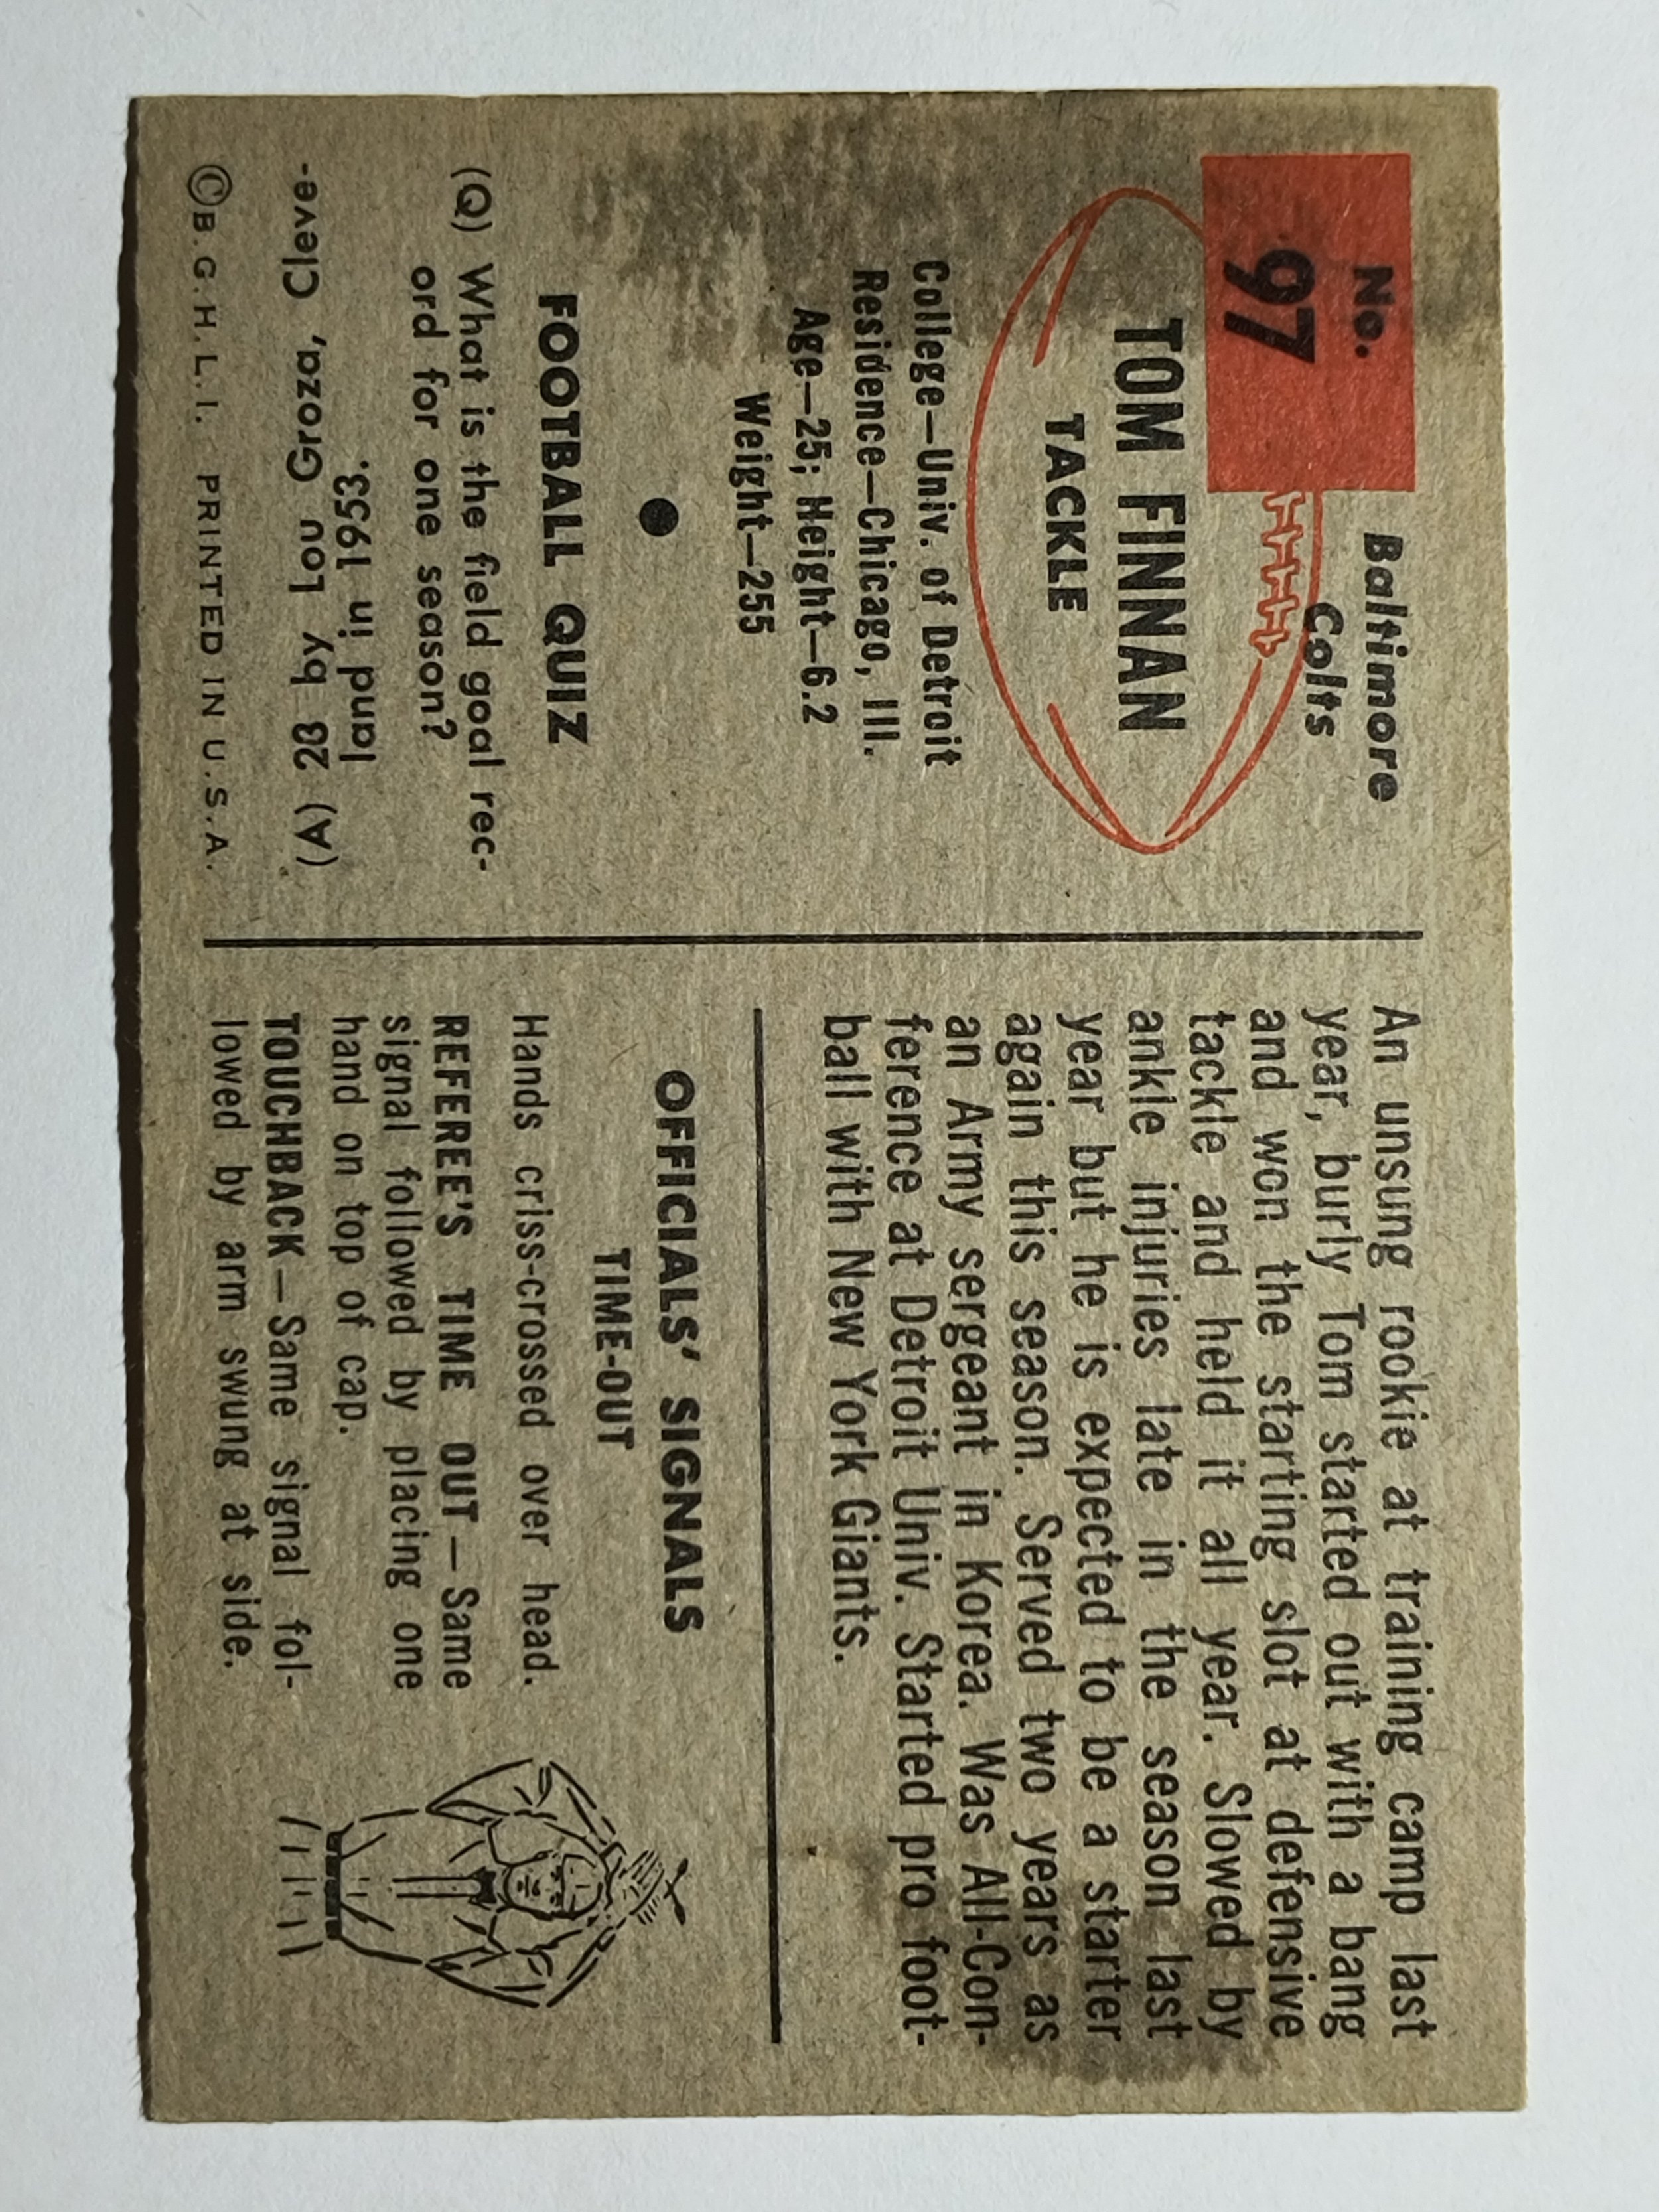 No.
97
Baltimore
Colts
TOM FINNAN
TACKLE
College—Univ. of Detroit
Residence—Chicago, Ill.
Age—25; Height—6.2
Weight—255
FOOTBALL QUIZ
(Q) What is the field goal rec-
ord for one season?
(A) 28 by Lou Groza, Cleve-
land in 1953.
©B.G.H.L.I. PRINTED IN U.S.A.
An unsung rookie at training camp last
year, burly Tom started out with a bang
and won the starting slot at defensive
tackle and held it all year. Slowed by
ankle injuries late in the season last
year but he is expected to be a starter
again this season. Served two years as
an Army sergeant in Korea. Was All-Con-
ference at Detroit Univ. Started pro foot-
ball with New York Giants.
OFFICIALS' SIGNALS
TIME-OUT
Hands criss-crossed over head.
REFEREE'S TIME OUT—Same
signal followed by placing one
hand on top of cap.
TOUCHBACK—Same signal fol-
lowed by arm swung at side.